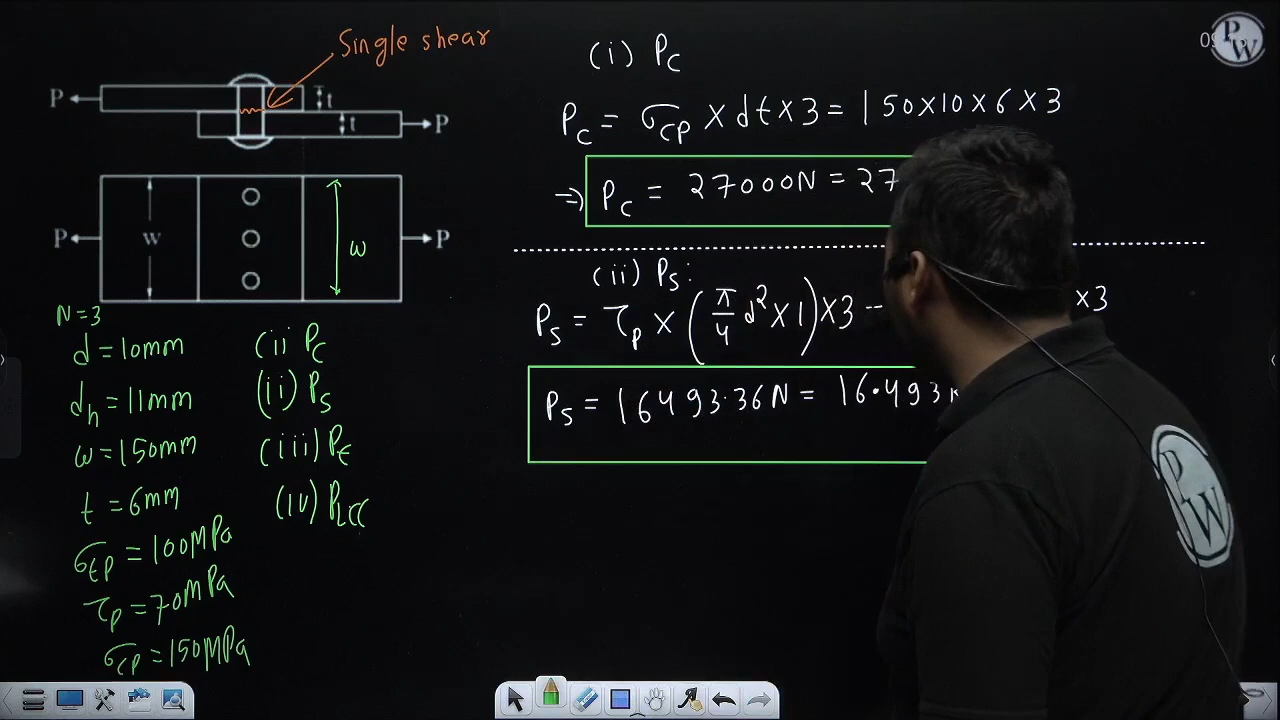 Single shear
P
t
t
P
P
w
w
P
N=3
d = 10mm
dh = 11mm
w = 150mm
t = 6mm
σtp = 100MPa
τp = 70MPa
σcp = 150MPa
(i) Pc
(ii) Ps
(iii) Pt
(iv) PLCC
(i) Pc
Pc = σcp × dt × 3 = 150×10×6×3
⇒ Pc = 27000N = 27
(ii) Ps:
Ps = τp × (π/4 d² × 1) × 3 = ×3
Ps = 16493.36N = 16.493
PW
PW